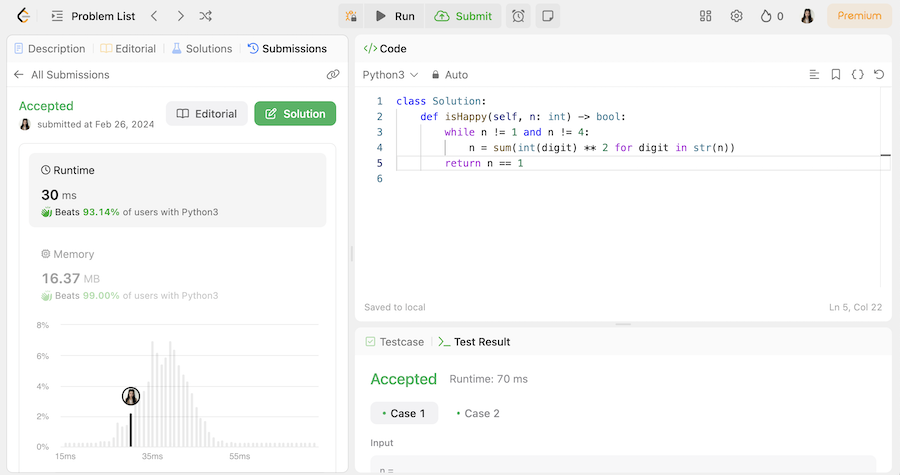 Problem List
Run
Submit
0
Premium
Description
Editorial
Solutions
Submissions
All Submissions
Accepted
submitted at Feb 26, 2024
Editorial
Solution
Runtime
30 ms
Beats 93.14% of users with Python3
Memory
16.37 MB
Beats 99.00% of users with Python3
8%
6%
4%
2%
0%
15ms 35ms 55ms
</> Code
Python3
Auto
1 class Solution:
2 def isHappy(self, n: int) -> bool:
3 while n != 1 and n != 4:
4 n = sum(int(digit) ** 2 for digit in str(n))
5 return n == 1
6
Saved to local
Ln 5, Col 22
Testcase
Test Result
Accepted
Runtime: 70 ms
• Case 1
• Case 2
Input
n =